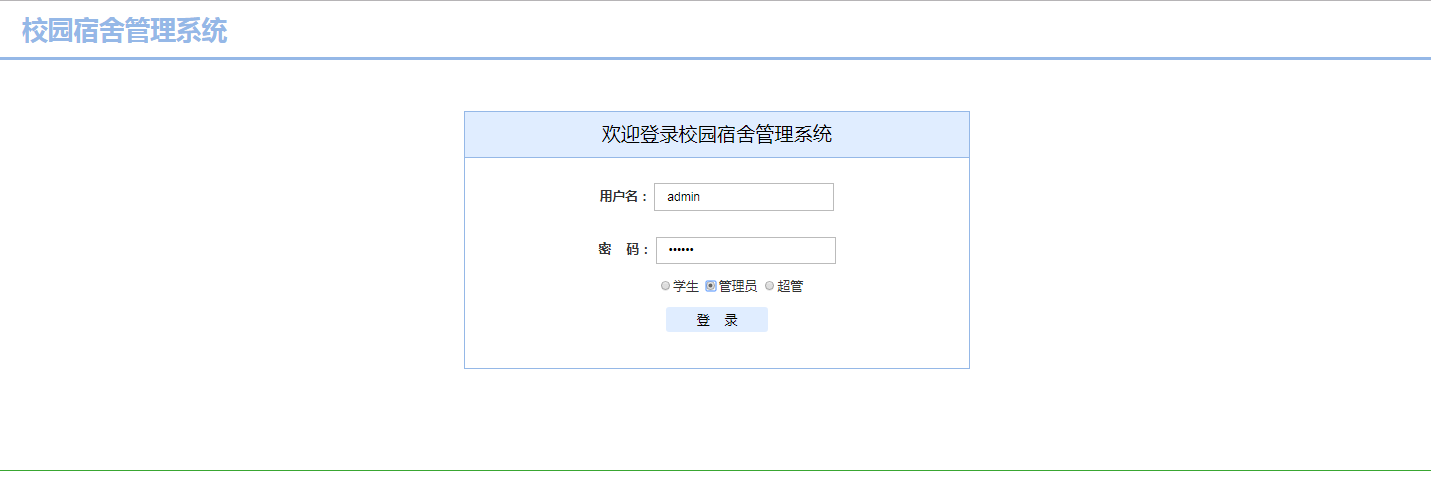 校园宿舍管理系统
欢迎登录校园宿舍管理系统
用户名： admin
密 码： ••••••
学生 管理员 超管
登 录